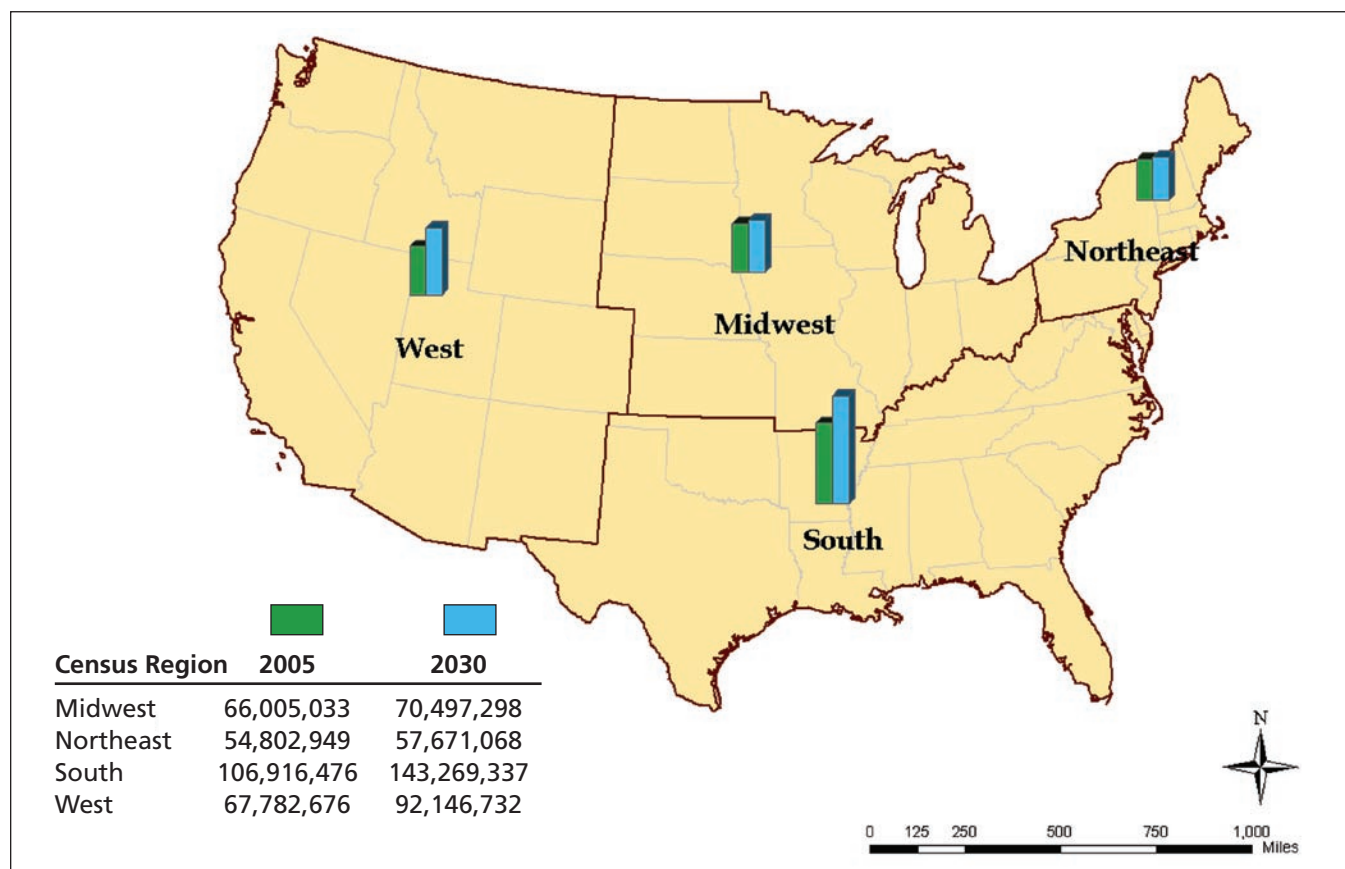 Northeast
Midwest
West
South
Census Region 2005 2030
Midwest 66,005,033 70,497,298
Northeast 54,802,949 57,671,068
South 106,916,476 143,269,337
West 67,782,676 92,146,732
N
0 125 250 500 750 1,000
Miles